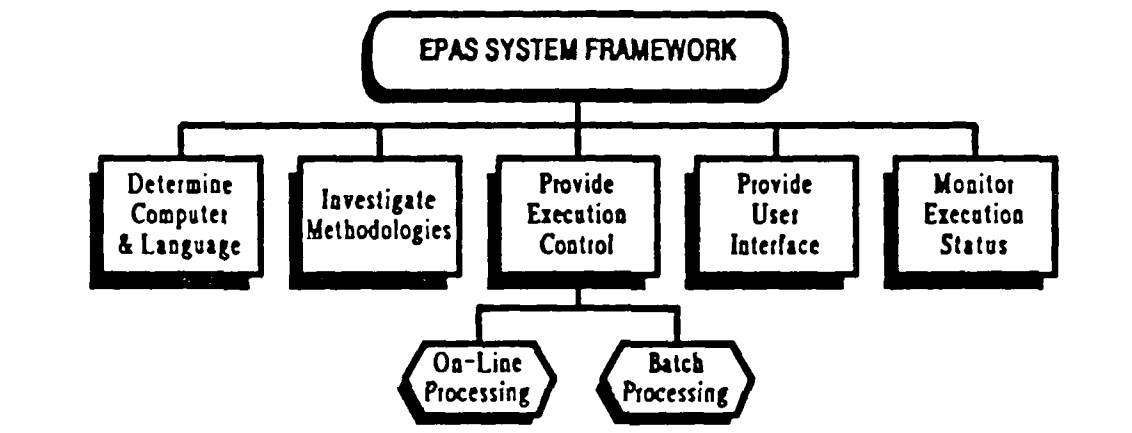 EPAS SYSTEM FRAMEWORK
Determine
Computer
& Language
Investigate
Methodologies
Provide
Execution
Control
Provide
User
Interface
Monitor
Execution
Status
On-Line
Processing
Batch
Processing